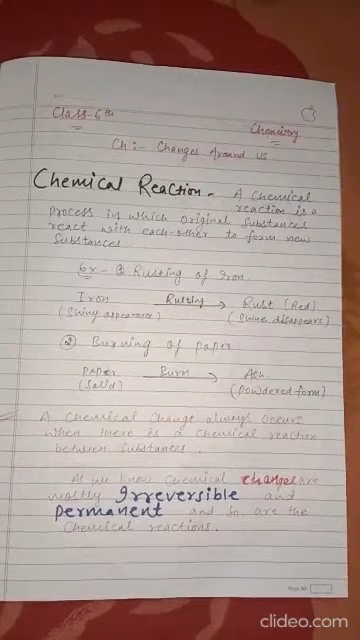 Class-6th
Chemistry
Ch:- Changes Around us
Chemical Reaction - A Chemical
reaction is a
process in which original substances
react with each-other to form new
substances.
Ex- ① Rusting of Iron.
Iron Rusting → Rust (Red)
(Shiny appearance) (Shine disappears)
② Burning of paper
Paper Burn → Ash
(Solid) (Powdered form)
A Chemical Change always occurs
when there is a chemical reaction
between substances.
As we know Chemical changes are
mostly Irreversible and
permanent and so are the
Chemical reactions.
Page No.
clideo.com